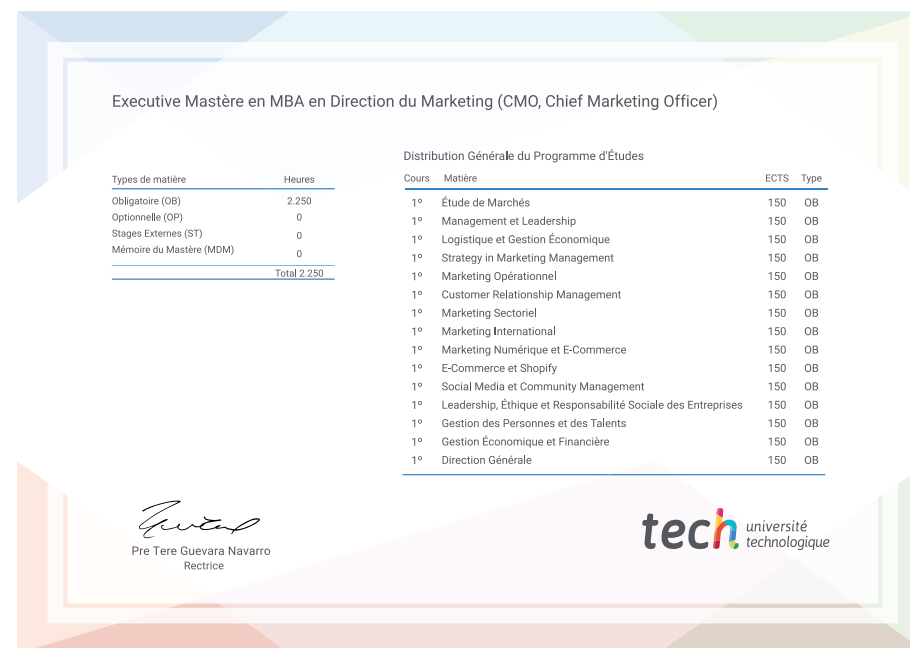 Executive Mastère en MBA en Direction du Marketing (CMO, Chief Marketing Officer)
Types de matière Heures
Obligatoire (OB) 2.250
Optionnelle (OP) 0
Stages Externes (ST) 0
Mémoire du Mastère (MDM) 0
Total 2.250
Distribution Générale du Programme d'Études
Cours Matière ECTS Type
1º Étude de Marchés 150 OB
1º Management et Leadership 150 OB
1º Logistique et Gestion Économique 150 OB
1º Strategy in Marketing Management 150 OB
1º Marketing Opérationnel 150 OB
1º Customer Relationship Management 150 OB
1º Marketing Sectoriel 150 OB
1º Marketing International 150 OB
1º Marketing Numérique et E-Commerce 150 OB
1º E-Commerce et Shopify 150 OB
1º Social Media et Community Management 150 OB
1º Leadership, Éthique et Responsabilité Sociale des Entreprises 150 OB
1º Gestion des Personnes et des Talents 150 OB
1º Gestion Économique et Financière 150 OB
1º Direction Générale 150 OB
Pre Tere Guevara Navarro
Rectrice
tech université
technologique